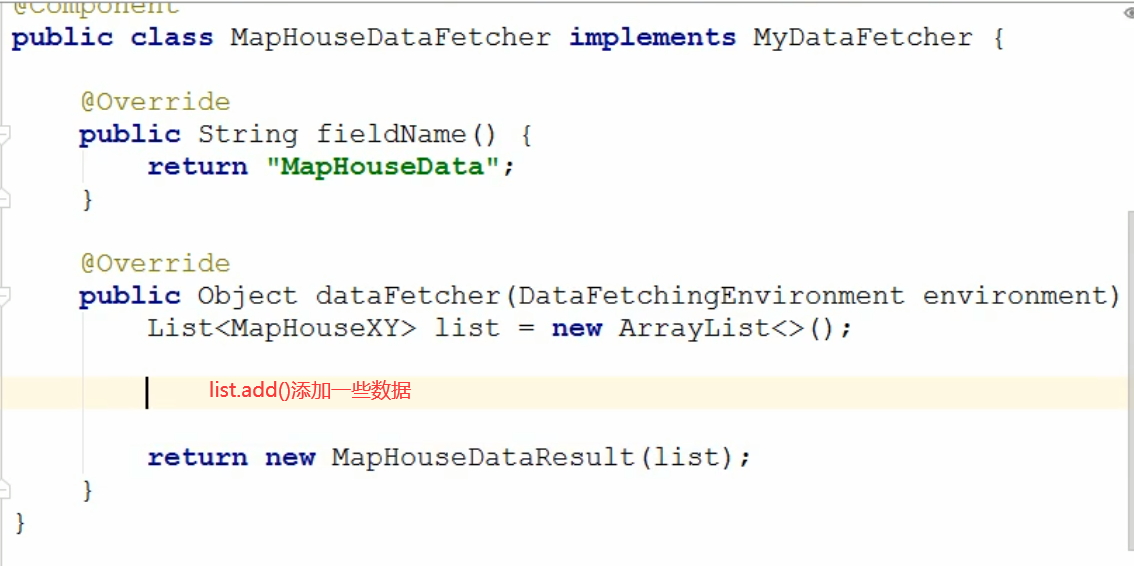 @Component
public class MapHouseDataFetcher implements MyDataFetcher {
@Override
public String fieldName() {
return "MapHouseData";
}
@Override
public Object dataFetcher(DataFetchingEnvironment environment)
List<MapHouseXY> list = new ArrayList<>();
list.add()添加一些数据
return new MapHouseDataResult(list);
}
}